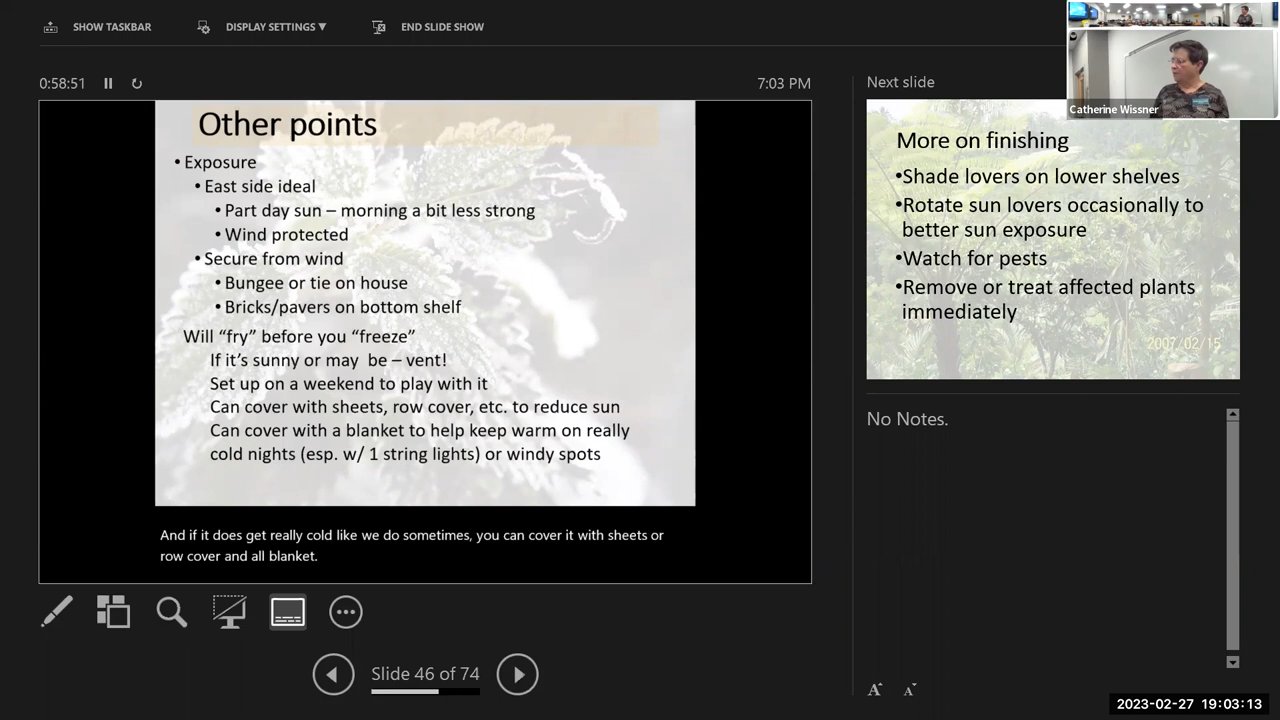 SHOW TASKBAR
DISPLAY SETTINGS ▼
END SLIDE SHOW
0:58:51
7:03 PM
Other points
• Exposure
• East side ideal
• Part day sun – morning a bit less strong
• Wind protected
• Secure from wind
• Bungee or tie on house
• Bricks/pavers on bottom shelf
Will “fry” before you “freeze”
If it’s sunny or may be – vent!
Set up on a weekend to play with it
Can cover with sheets, row cover, etc. to reduce sun
Can cover with a blanket to help keep warm on really
cold nights (esp. w/ 1 string lights) or windy spots
And if it does get really cold like we do sometimes, you can cover it with sheets or
row cover and all blanket.
Slide 46 of 74
Next slide
Catherine Wissner
More on finishing
•Shade lovers on lower shelves
•Rotate sun lovers occasionally to
better sun exposure
•Watch for pests
•Remove or treat affected plants
immediately
2007/02/15
No Notes.
A A
2023-02-27 19:03:13